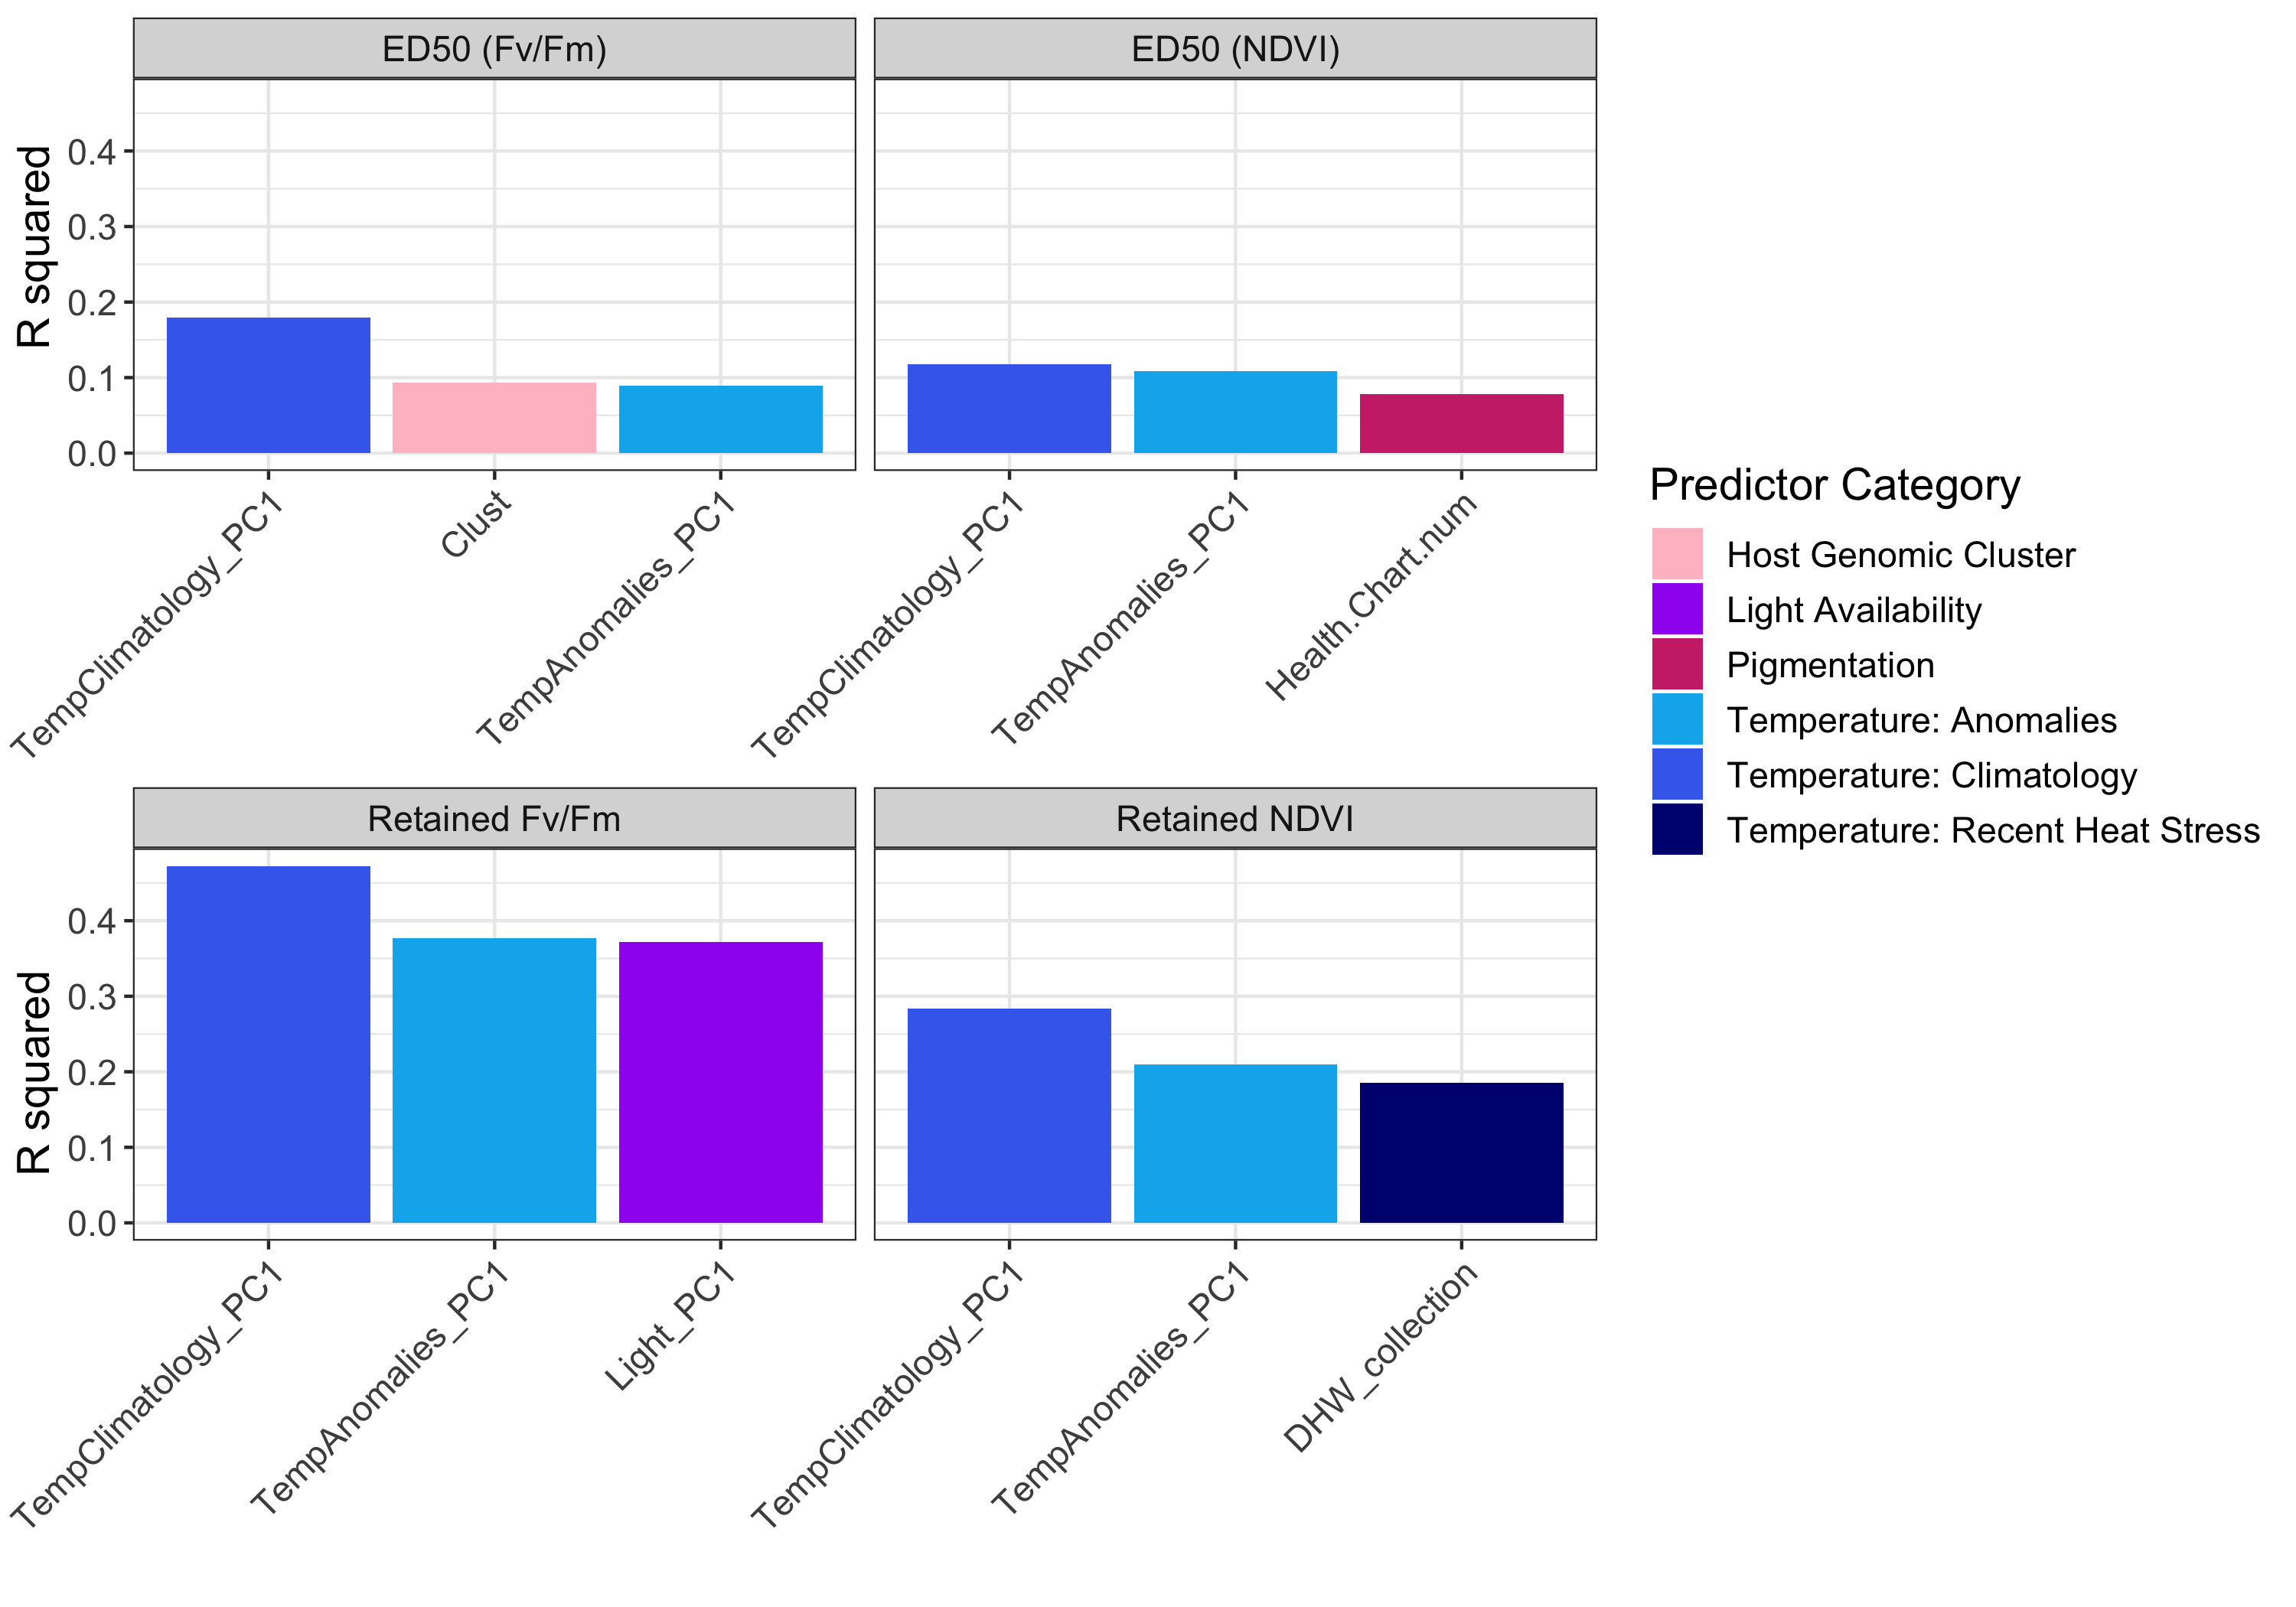 ED50 (Fv/Fm)
ED50 (NDVI)
R squared
0.4
0.3
0.2
0.1
0.0
TempClimatology_PC1
Clust
TempAnomalies_PC1
TempClimatology_PC1
TempAnomalies_PC1
Health.Chart.num
Retained Fv/Fm
Retained NDVI
R squared
0.4
0.3
0.2
0.1
0.0
TempClimatology_PC1
TempAnomalies_PC1
Light_PC1
TempClimatology_PC1
TempAnomalies_PC1
DHW_collection
Predictor Category
Host Genomic Cluster
Light Availability
Pigmentation
Temperature: Anomalies
Temperature: Climatology
Temperature: Recent Heat Stress